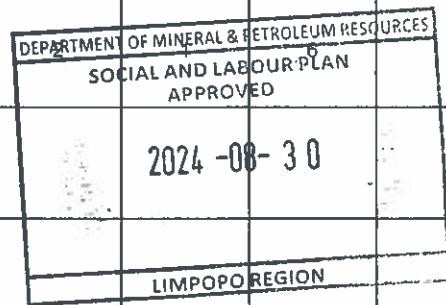 DEPARTMENT OF MINERAL & PETROLEUM RESOURCES
SOCIAL AND LABOUR PLAN
APPROVED
2024 -08- 30
LIMPOPO REGION